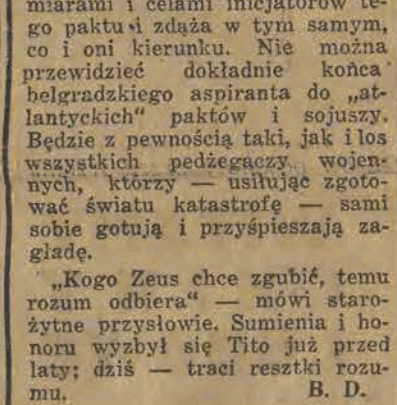 miarami i celami inicjatorów te-
go paktu i zdąża w tym samym,
co i oni kierunku. Nie można
przewidzieć dokładnie końca
belgradzkiego aspiranta do „at-
lantyckich" paktów i sojuszy.
Będzie z pewnością taki, jak i los
wszystkich pedżegaczy wojen-
nych, którzy — usiłując zgoto-
wać światu katastrofę — sami
sobie gotują i przyśpieszają za-
gładę.
„Kogo Zeus chce zgubić, temu
rozum odbiera" — mówi staro-
żytne przysłowie. Sumienia i ho-
noru wyzbył się Tito już przed
laty; dziś — traci resztki rozu-
mu. B. D.